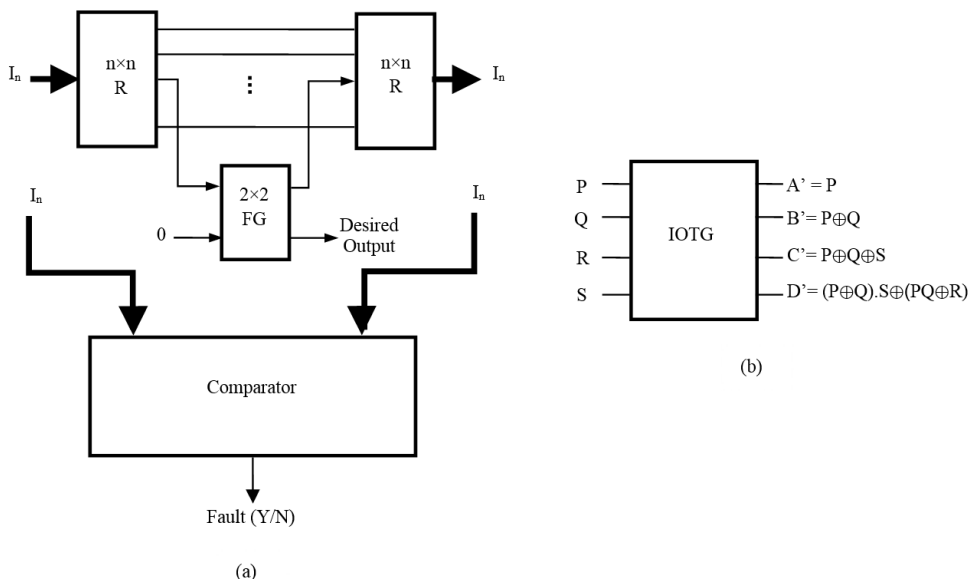 Iₙ
n×n
R
⋮
n×n
R
Iₙ
2×2
FG
0
Desired
Output
Iₙ
Iₙ
Comparator
Fault (Y/N)
(a)
P
Q
R
S
IOTG
A’ = P
B’ = P⊕Q
C’= P⊕Q⊕S
D’= (P⊕Q).S⊕(PQ⊕R)
(b)